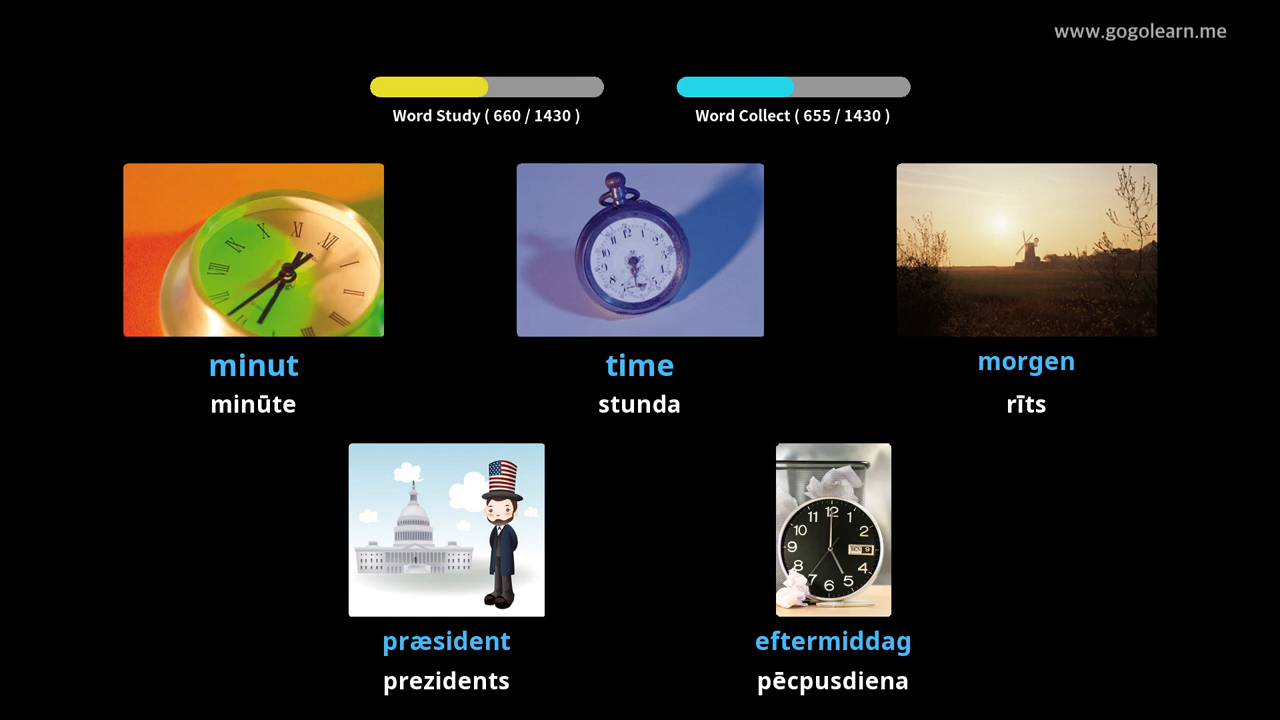 www.gogolearn.me
Word Study ( 660 / 1430 )
Word Collect ( 655 / 1430 )
minut
minūte
time
stunda
morgen
rīts
præsident
prezidents
eftermiddag
pēcpusdiena